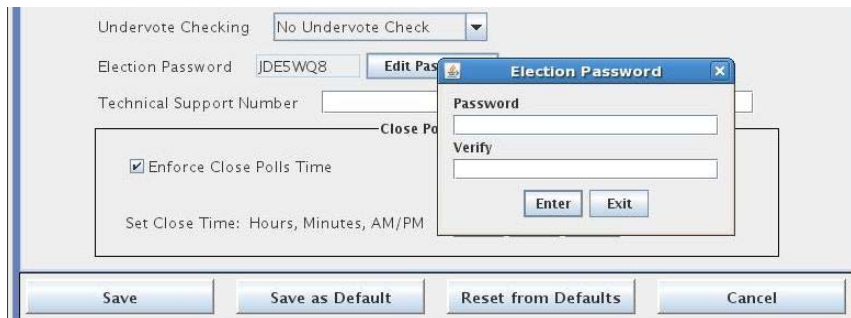 Undervote Checking No Undervote Check
Election Password JDE5WQ8 Edit Pas
Election Password
Technical Support Number
Password
Close Po
Verify
Enforce Close Polls Time
Enter Exit
Set Close Time: Hours, Minutes, AM/PM
Save Save as Default Reset from Defaults Cancel